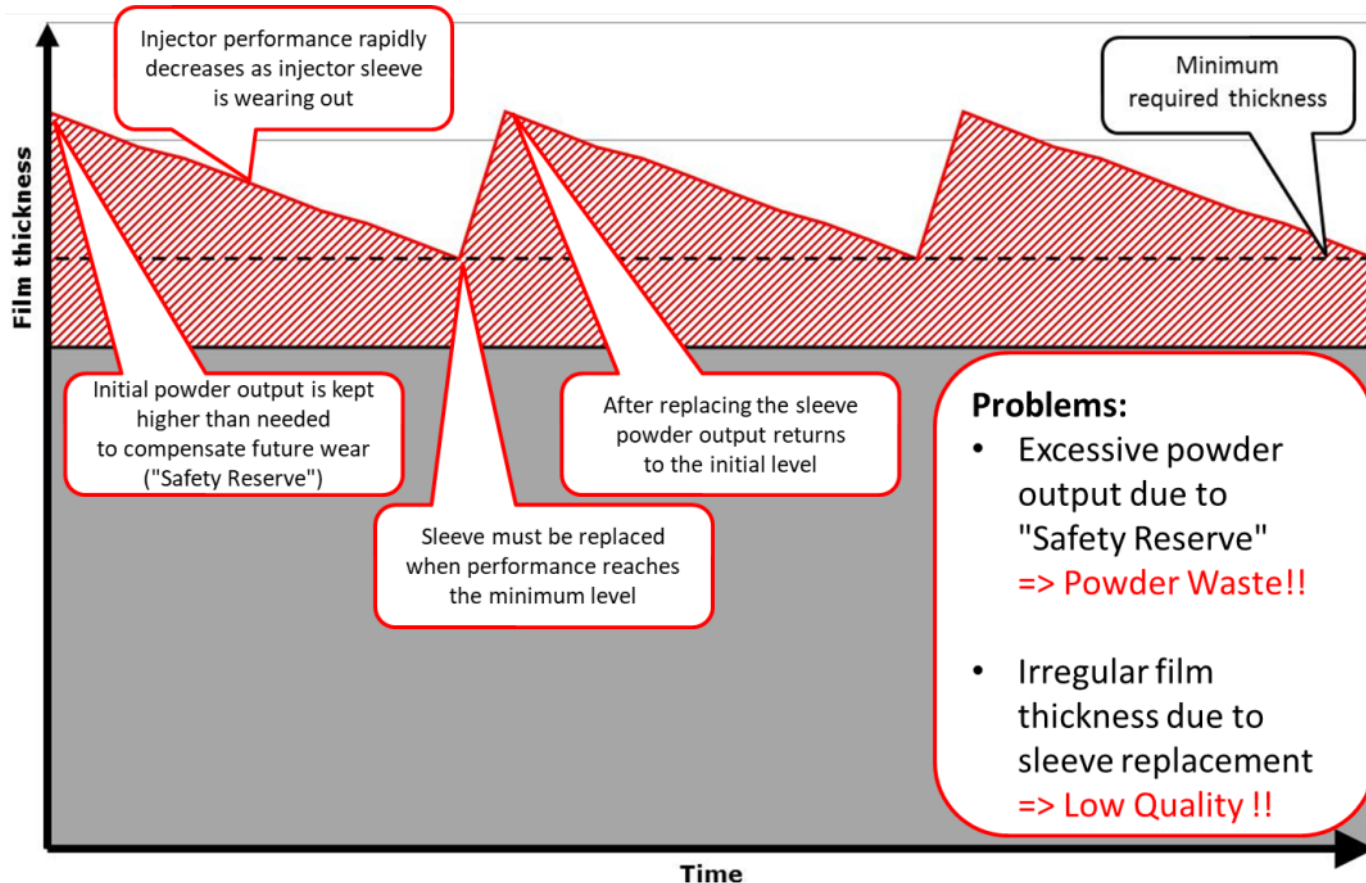 Injector performance rapidly
decreases as injector sleeve
is wearing out
Minimum
required thickness
Film thickness
Initial powder output is kept
higher than needed
to compensate future wear
("Safety Reserve")
After replacing the sleeve
powder output returns
to the initial level
Sleeve must be replaced
when performance reaches
the minimum level
Problems:
• Excessive powder
output due to
"Safety Reserve"
=> Powder Waste!!
• Irregular film
thickness due to
sleeve replacement
=> Low Quality !!
Time